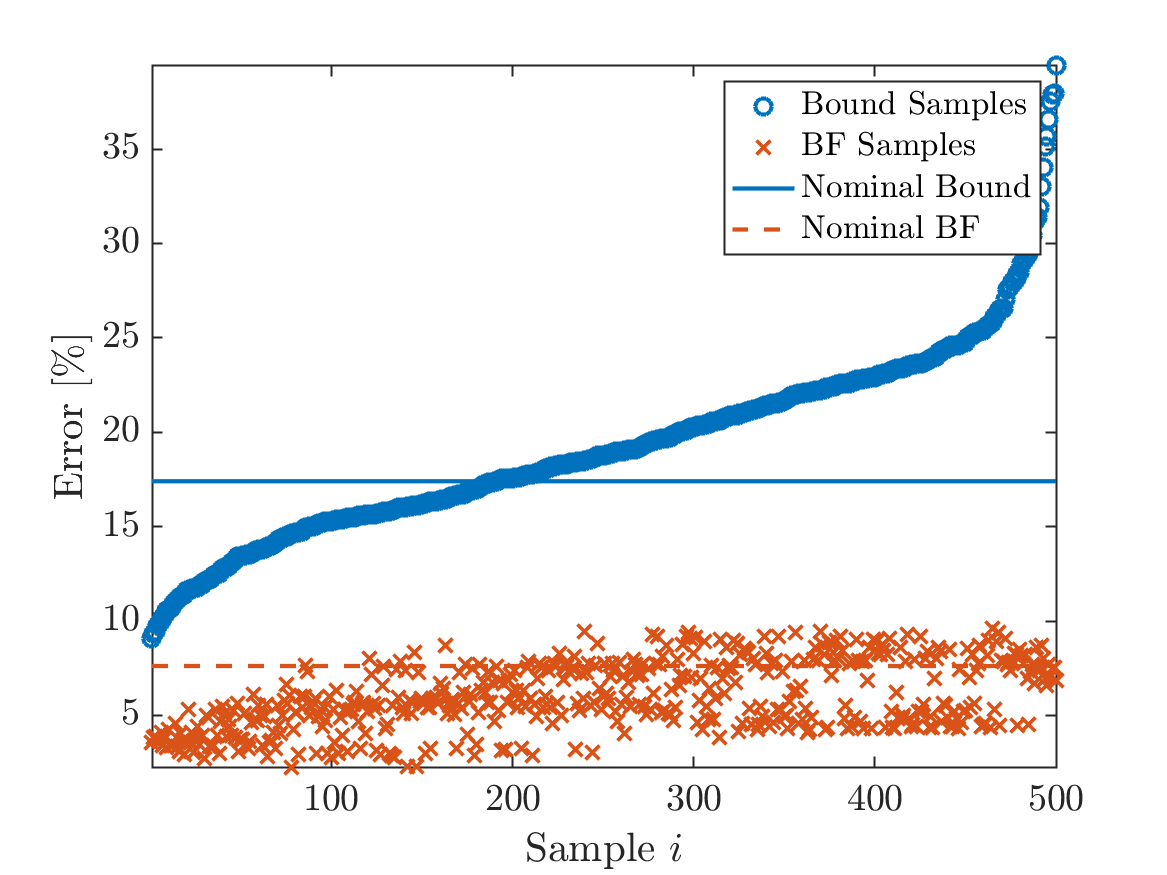 Bound Samples
BF Samples
Nominal Bound
Nominal BF
Error [%]
35
30
25
20
15
10
5
100 200 300 400 500
Sample i